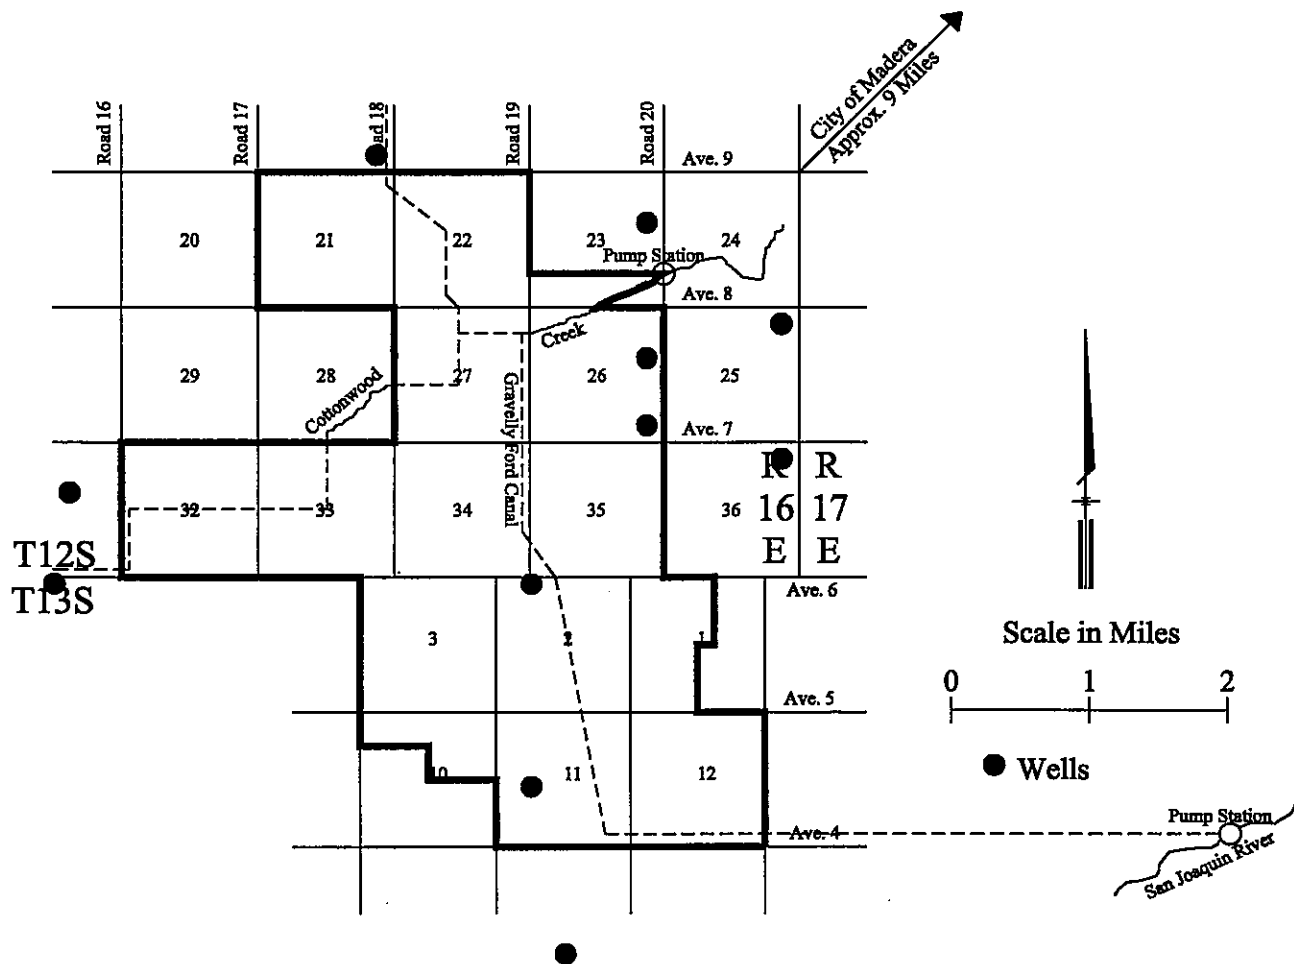 City of Madera
Approx. 9 Miles
Road 16
Road 17
Road 18
Road 19
Road 20
Ave. 9
20
21
22
23
24
Pump Station
Ave. 8
Creek
29
28
27
26
25
Cottonwood
Gravelly Ford Canal
Ave. 7
R R
16 17
E E
32
33
34
35
36
T12S
T13S
Ave. 6
3
2
1
Scale in Miles
0 1 2
Ave. 5
10
11
12
Wells
Ave. 4
Pump Station
San Joaquin River